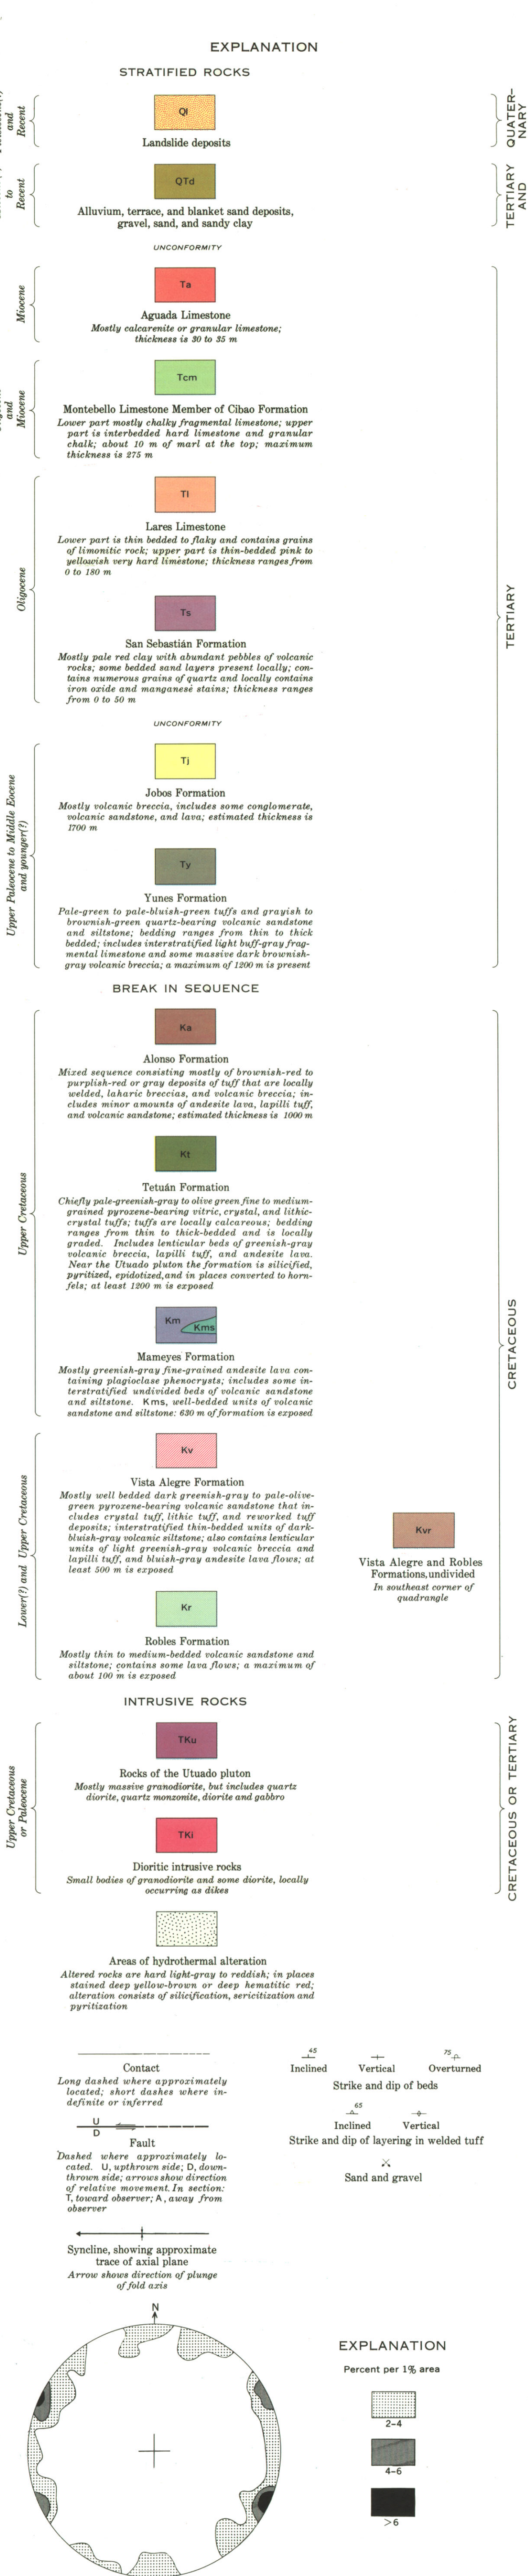 EXPLANATION
STRATIFIED ROCKS
and
Recent
Ql
Landslide deposits
QUATER-
NARY
to
Recent
QTd
Alluvium, terrace, and blanket sand deposits,
gravel, sand, and sandy clay
TERTIARY
AND
UNCONFORMITY
Miocene
Ta
Aguada Limestone
Mostly calcarenite or granular limestone;
thickness is 30 to 35 m
and
Miocene
Tcm
Montebello Limestone Member of Cibao Formation
Lower part mostly chalky fragmental limestone; upper
part is interbedded hard limestone and granular
chalk; about 10 m of marl at the top; maximum
thickness is 275 m
Oligocene
Tl
Lares Limestone
Lower part is thin bedded to flaky and contains grains
of limonitic rock; upper part is thin-bedded pink to
yellowish very hard limestone; thickness ranges from
0 to 180 m
Ts
San Sebastián Formation
Mostly pale red clay with abundant pebbles of volcanic
rocks; some bedded sand layers present locally; con-
tains numerous grains of quartz and locally contains
iron oxide and manganese stains; thickness ranges
from 0 to 50 m
TERTIARY
UNCONFORMITY
Upper Paleocene to Middle Eocene
and younger(?)
Tj
Jobos Formation
Mostly volcanic breccia, includes some conglomerate,
volcanic sandstone, and lava; estimated thickness is
1700 m
Ty
Yunes Formation
Pale-green to pale-bluish-green tuffs and grayish to
brownish-green quartz-bearing volcanic sandstone
and siltstone; bedding ranges from thin to thick
bedded; includes interstratified light buff-gray frag-
mental limestone and some massive dark brownish-
gray volcanic breccia; a maximum of 1200 m is present
BREAK IN SEQUENCE
Upper Cretaceous
Ka
Alonso Formation
Mixed sequence consisting mostly of brownish-red to
purplish-red or gray deposits of tuff that are locally
welded, laharic breccias, and volcanic breccia; in-
cludes minor amounts of andesite lava, lapilli tuff,
and volcanic sandstone; estimated thickness is 1000 m
Kt
Tetuán Formation
Chiefly pale-greenish-gray to olive green fine to medium-
grained pyroxene-bearing vitric, crystal, and lithic-
crystal tuffs; tuffs are locally calcareous; bedding
ranges from thin to thick-bedded and is locally
graded. Includes lenticular beds of greenish-gray
volcanic breccia, lapilli tuff, and andesite lava.
Near the Utuado pluton the formation is silicified,
pyritized, epidotized, and in places converted to horn-
fels; at least 1200 m is exposed
Km
Kms
Mameyes Formation
Mostly greenish-gray fine-grained andesite lava con-
taining plagioclase phenocrysts; includes some in-
terstratified undivided beds of volcanic sandstone
and siltstone. Kms, well-bedded units of volcanic
sandstone and siltstone: 630 m of formation is exposed
CRETACEOUS
Lower(?) and Upper Cretaceous
Kv
Vista Alegre Formation
Mostly well bedded dark greenish-gray to pale-olive-
green pyroxene-bearing volcanic sandstone that in-
cludes crystal tuff, lithic tuff, and reworked tuff
deposits; interstratified thin-bedded units of dark-
bluish-gray volcanic siltstone; also contains lenticular
units of light greenish-gray volcanic breccia and
lapilli tuff, and bluish-gray andesite lava flows; at
least 500 m is exposed
Kvr
Vista Alegre and Robles
Formations, undivided
In southeast corner of
quadrangle
Kr
Robles Formation
Mostly thin to medium-bedded volcanic sandstone and
siltstone; contains some lava flows; a maximum of
about 100 m is exposed
INTRUSIVE ROCKS
Upper Cretaceous
or Paleocene
TKu
Rocks of the Utuado pluton
Mostly massive granodiorite, but includes quartz
diorite, quartz monzonite, diorite and gabbro
TKi
Dioritic intrusive rocks
Small bodies of granodiorite and some diorite, locally
occurring as dikes
CRETACEOUS OR TERTIARY
Areas of hydrothermal alteration
Altered rocks are hard light-gray to reddish; in places
stained deep yellow-brown or deep hematitic red;
alteration consists of silicification, sericitization and
pyritization
Contact
Long dashed where approximately
located; short dashes where in-
definite or inferred
U
D
Fault
Dashed where approximately lo-
cated. U, upthrown side; D, down-
thrown side; arrows show direction
of relative movement. In section:
T, toward observer; A, away from
observer
Syncline, showing approximate
trace of axial plane
Arrow shows direction of plunge
of fold axis
45
75
Inclined Vertical Overturned
Strike and dip of beds
65
Inclined Vertical
Strike and dip of layering in welded tuff
Sand and gravel
N
EXPLANATION
Percent per 1% area
2-4
4-6
>6